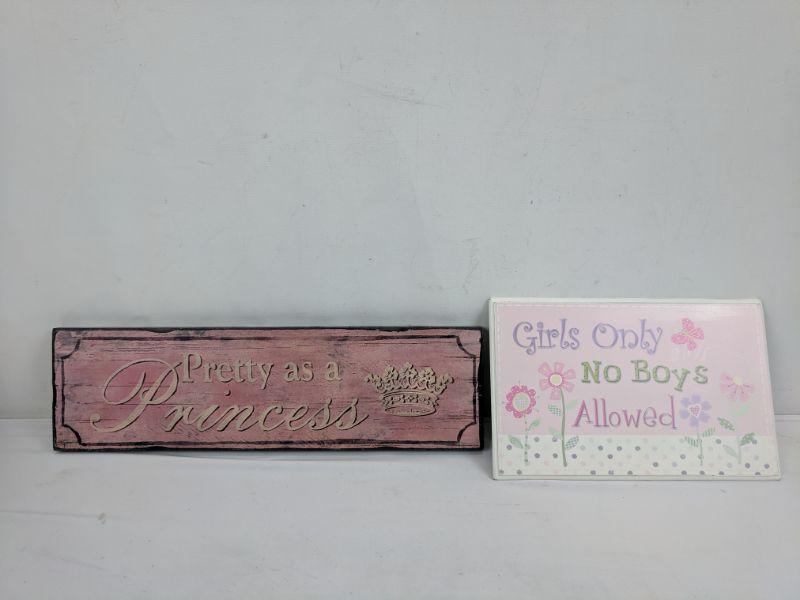 Pretty as a
Princess
Girls Only
No Boys
Allowed